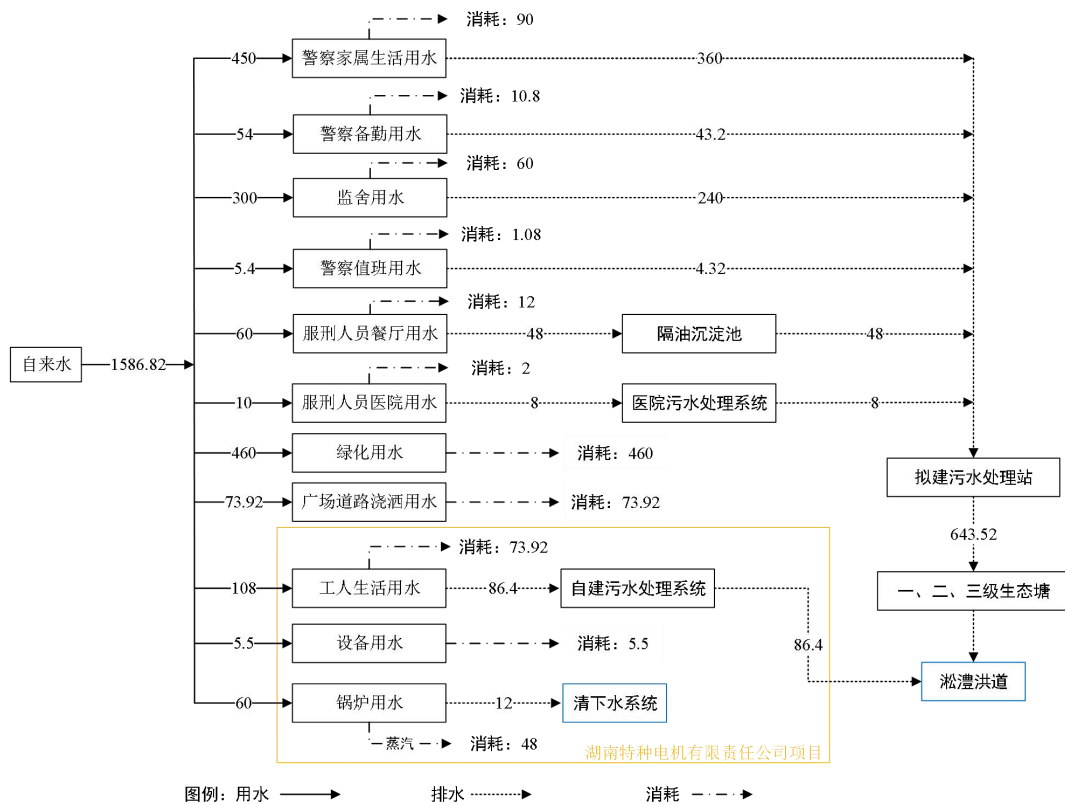 消耗：90
450
警察家属生活用水
360
消耗：10.8
54
警察备勤用水
43.2
消耗：60
300
监舍用水
240
消耗：1.08
5.4
警察值班用水
4.32
消耗：12
60
服刑人员餐厅用水
48
隔油沉淀池
48
自来水
1586.82
消耗：2
10
服刑人员医院用水
8
医院污水处理系统
8
460
绿化用水
消耗：460
拟建污水处理站
73.92
广场道路浇洒用水
消耗：73.92
643.52
消耗：73.92
108
工人生活用水
86.4
自建污水处理系统
一、二、三级生态塘
5.5
设备用水
消耗：5.5
86.4
淞澧洪道
60
锅炉用水
12
清下水系统
蒸汽
消耗：48
湖南特种电机有限责任公司项目
图例：用水
排水
消耗